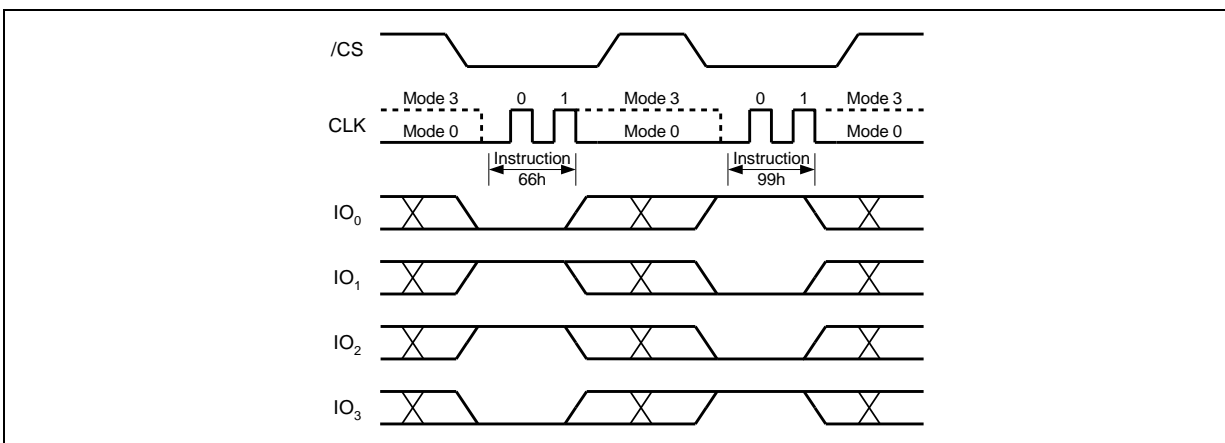 /CS
Mode 3 0 1 Mode 3 0 1 Mode 3
CLK
Mode 0 Mode 0 Mode 0
Instruction Instruction
66h 99h
IO0
IO1
IO2
IO3